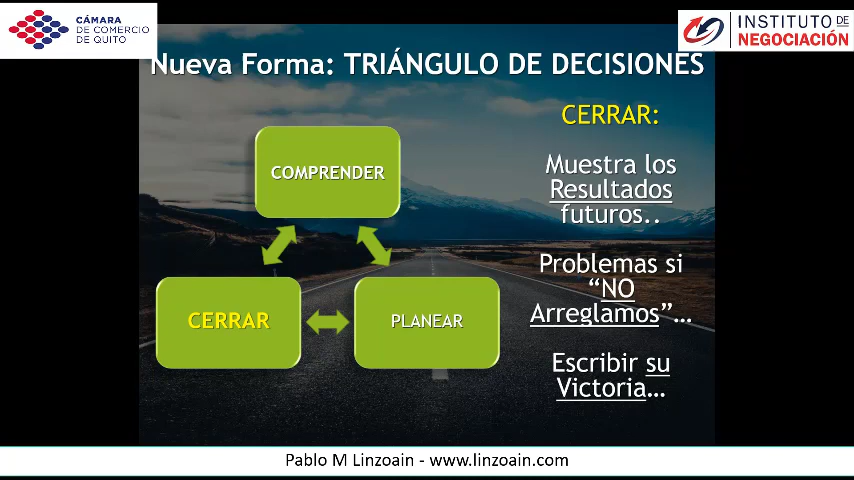 CÁMARA
DE COMERCIO
DE QUITO
INSTITUTO DE
NEGOCIACIÓN
Nueva Forma: TRIÁNGULO DE DECISIONES
COMPRENDER
CERRAR
PLANEAR
CERRAR:
Muestra los
Resultados
futuros..
Problemas si
“NO
Arreglamos”…
Escribir su
Victoria…
Pablo M Linzoain - www.linzoain.com